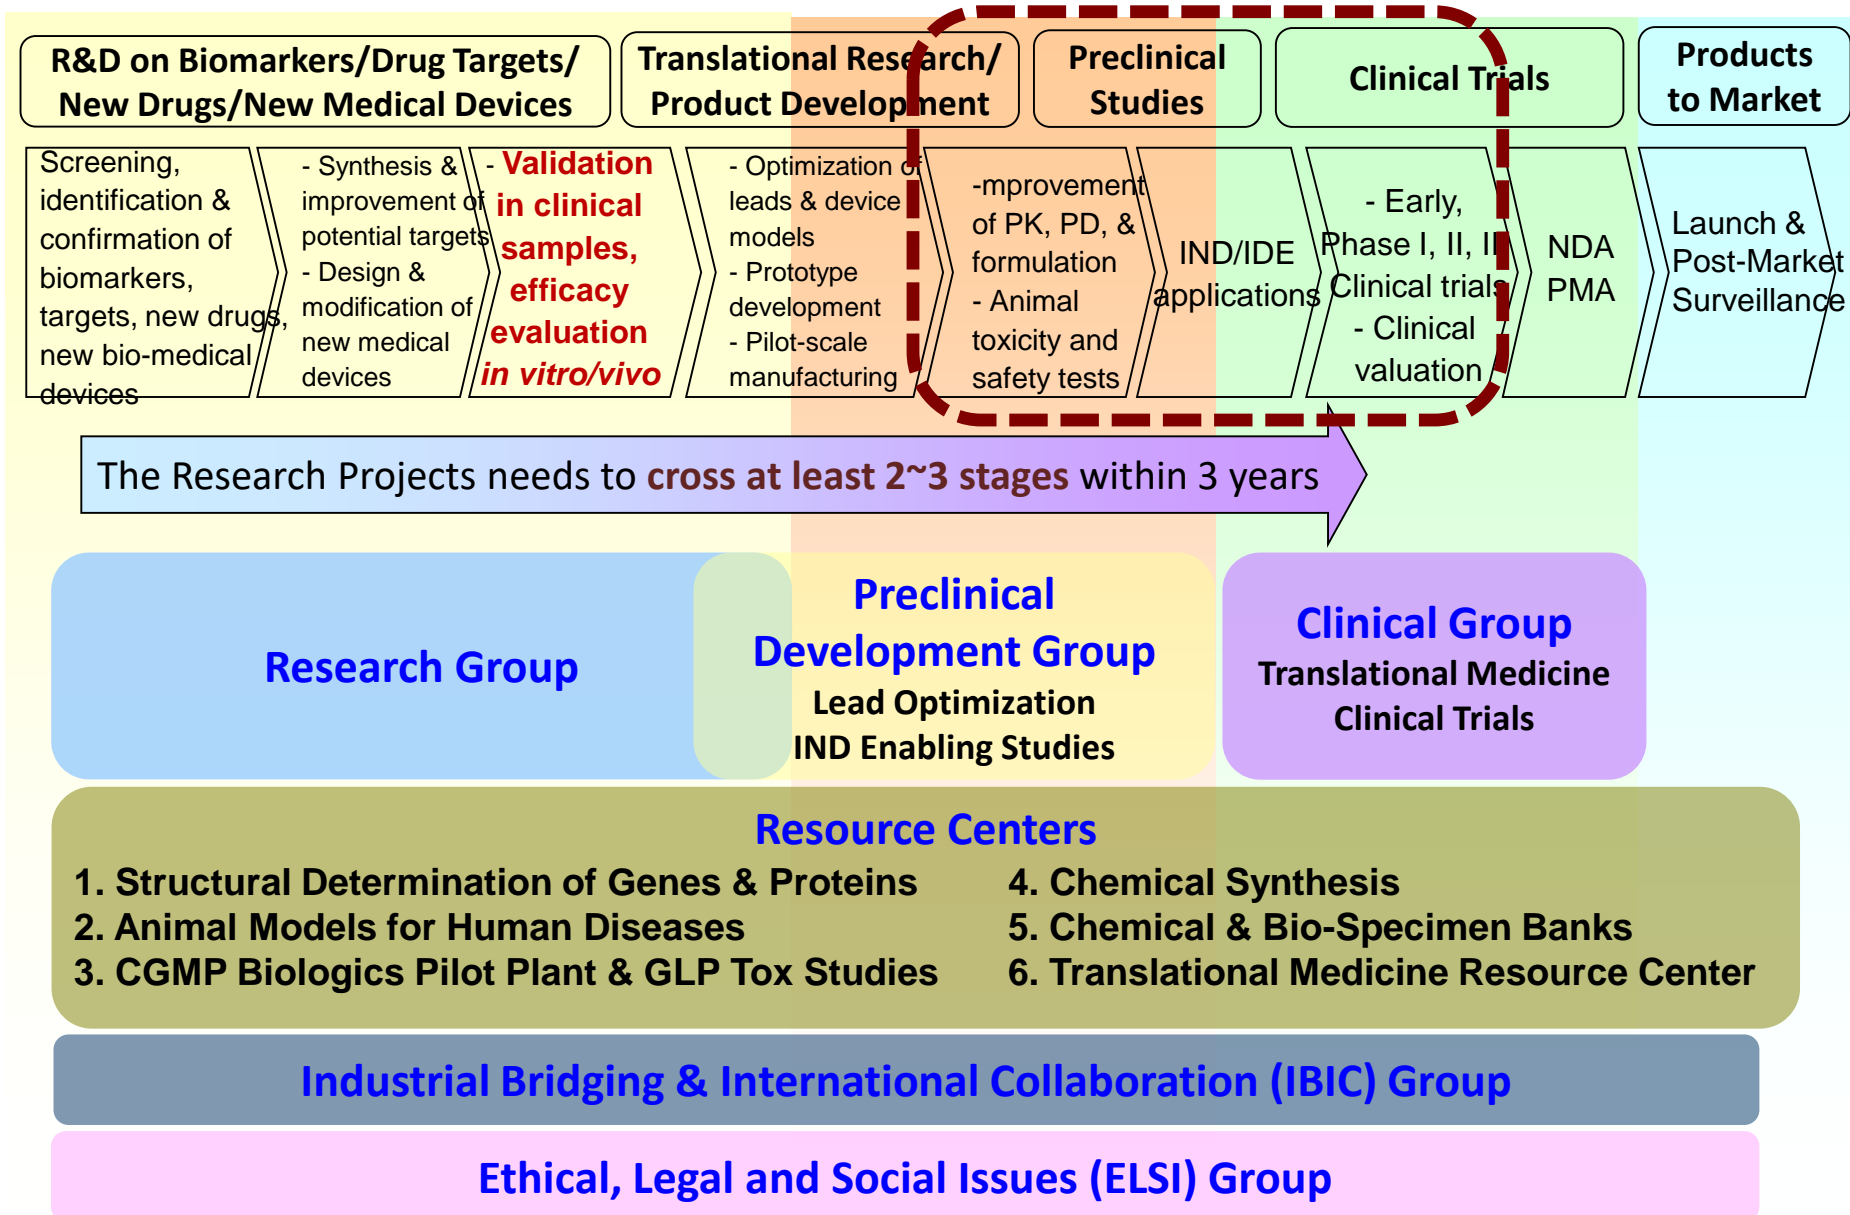 R&D on Biomarkers/Drug Targets/
New Drugs/New Medical Devices
Translational Research/
Product Development
Preclinical
Studies
Clinical Trials
Products
to Market
Screening,
identification &
confirmation of
biomarkers,
targets, new drugs,
new bio-medical
devices
- Synthesis &
improvement of
potential targets
- Design &
modification of
new medical
devices
- Validation
in clinical
samples,
efficacy
evaluation
in vitro/vivo
- Optimization of
leads & device
models
- Prototype
development
- Pilot-scale
manufacturing
-mprovement
of PK, PD, &
formulation
- Animal
toxicity and
safety tests
IND/IDE
applications
- Early,
Phase I, II, II
Clinical trials
- Clinical
valuation
NDA
PMA
Launch &
Post-Market
Surveillance
The Research Projects needs to cross at least 2~3 stages within 3 years
Research Group
Preclinical
Development Group
Lead Optimization
IND Enabling Studies
Clinical Group
Translational Medicine
Clinical Trials
Resource Centers
1. Structural Determination of Genes & Proteins
2. Animal Models for Human Diseases
3. CGMP Biologics Pilot Plant & GLP Tox Studies
4. Chemical Synthesis
5. Chemical & Bio-Specimen Banks
6. Translational Medicine Resource Center
Industrial Bridging & International Collaboration (IBIC) Group
Ethical, Legal and Social Issues (ELSI) Group